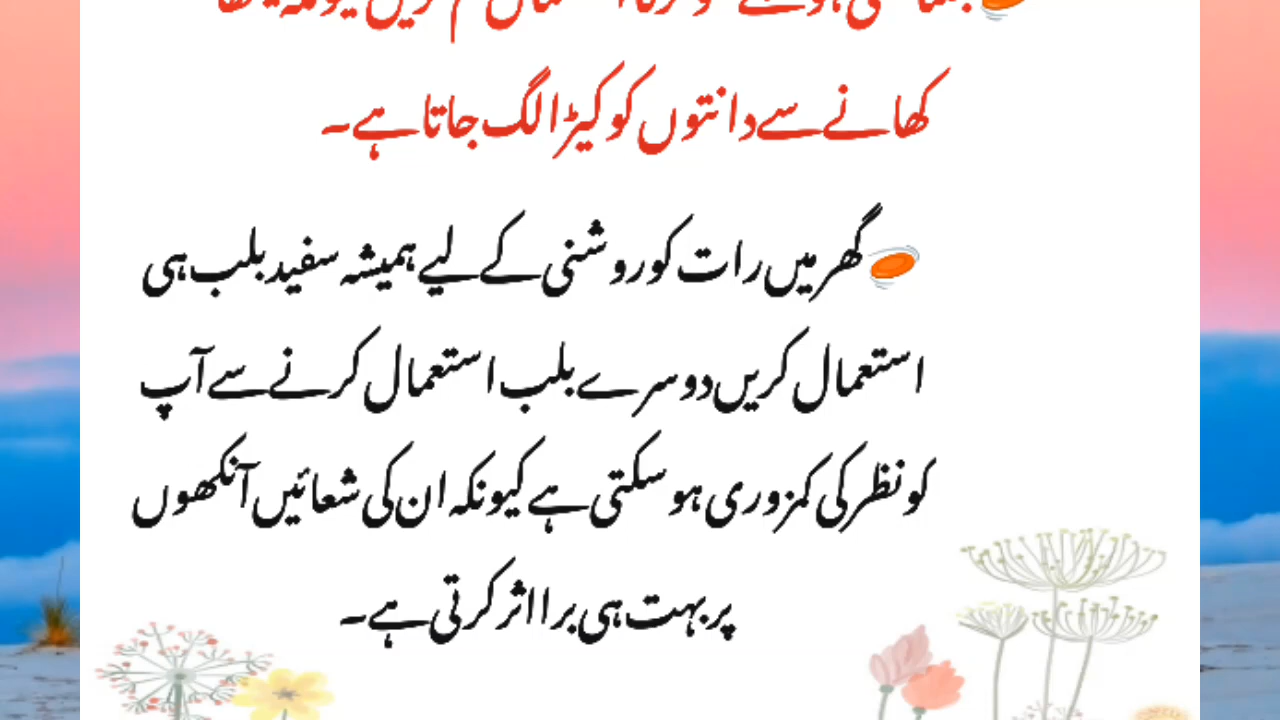 کھانے سے دانتوں کو کیڑا لگ جاتا ہے۔
گھر میں رات کو روشنی کے لیے ہمیشہ سفید بلب ہی
استعمال کریں دوسرے بلب استعمال کرنے سے آپ
کو نظر کی کمزوری ہو سکتی ہے کیونکہ ان کی شعائیں آنکھوں
پر بہت ہی برا اثر کرتی ہے۔